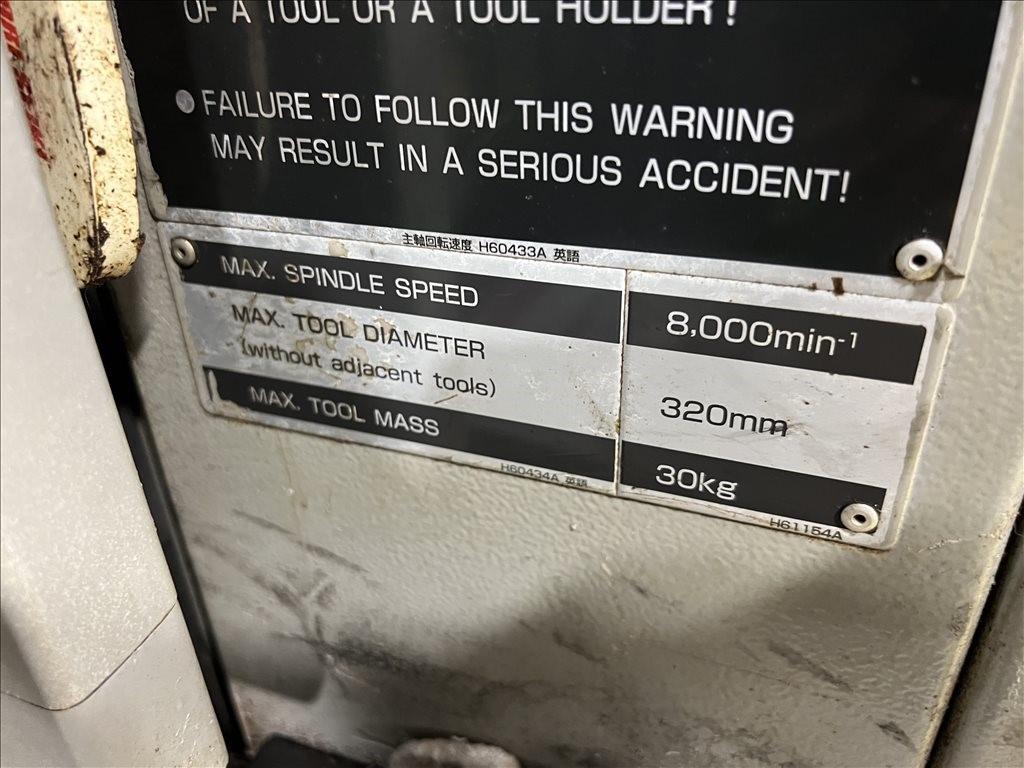 OF A TOOL OR A TOOL HOLDER !
● FAILURE TO FOLLOW THIS WARNING
MAY RESULT IN A SERIOUS ACCIDENT!
主軸回転速度 H60433A 英語
MAX. SPINDLE SPEED
8,000min-1
MAX. TOOL DIAMETER
(without adjacent tools)
320mm
MAX. TOOL MASS
30kg
H60434A 英語
H61154A